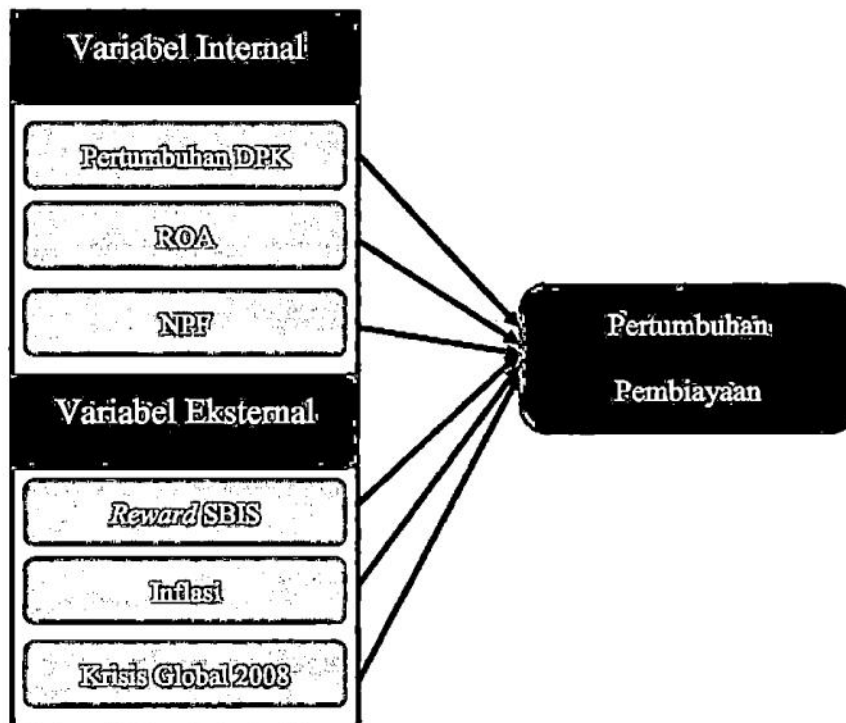 Variabel Internal
Pertumbuhan DPK
ROA
NPF
Variabel Eksternal
Reward SBIS
Inflasi
Krisis Global 2008
Pertumbuhan
Pembiayaan